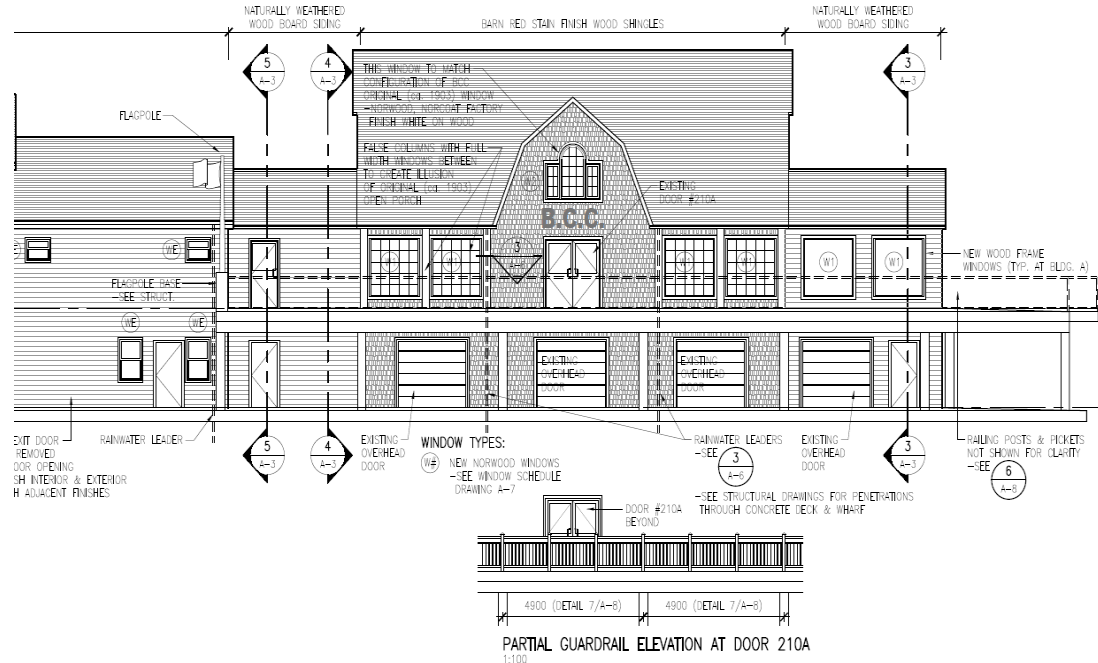 NATURALLY WEATHERED
WOOD BOARD SIDING
BARN RED STAIN FINISH WOOD SHINGLES
NATURALLY WEATHERED
WOOD BOARD SIDING
5
A-3
4
A-3
3
A-3
THIS WINDOW TO MATCH
CONFIGURATION OF BCC
ORIGINAL (ca. 1903) WINDOW
-NORWOOD, NORCOAT FACTORY
FINISH WHITE ON WOOD
FLAGPOLE
FALSE COLUMNS WITH FULL
WIDTH WINDOWS BETWEEN
TO CREATE ILLUSION
OF ORIGINAL (ca. 1903)
OPEN PORCH
EXISTING
DOOR #210A
B.C.C.
WE
W1
W1
3
W1
W1
W1
W1
NEW WOOD FRAME
WINDOWS (TYP. AT BLDG. A)
FLAGPOLE BASE
-SEE STRUCT.
WE
WE
EXISTING
OVERHEAD
DOOR
EXISTING
OVERHEAD
DOOR
EXIT DOOR
REMOVED
OOR OPENING
SH INTERIOR & EXTERIOR
H ADJACENT FINISHES
RAINWATER LEADER
5
A-3
4
A-3
EXISTING
OVERHEAD
DOOR
WINDOW TYPES:
W#
NEW NORWOOD WINDOWS
-SEE WINDOW SCHEDULE
DRAWING A-7
RAINWATER LEADERS
-SEE
3
A-6
-SEE STRUCTURAL DRAWINGS FOR PENETRATIONS
THROUGH CONCRETE DECK & WHARF
EXISTING
OVERHEAD
DOOR
3
A-3
RAILING POSTS & PICKETS
NOT SHOWN FOR CLARITY
-SEE
6
A-8
DOOR #210A
BEYOND
4900 (DETAIL 7/A-8)
4900 (DETAIL 7/A-8)
PARTIAL GUARDRAIL ELEVATION AT DOOR 210A
1:100